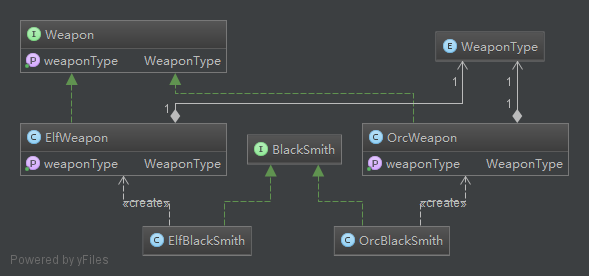 I Weapon
P weaponType WeaponType
E WeaponType
1
1
1
1
C ElfWeapon
P weaponType WeaponType
I BlackSmith
C OrcWeapon
P weaponType WeaponType
«create»
«create»
C ElfBlackSmith
C OrcBlackSmith
Powered by yFiles